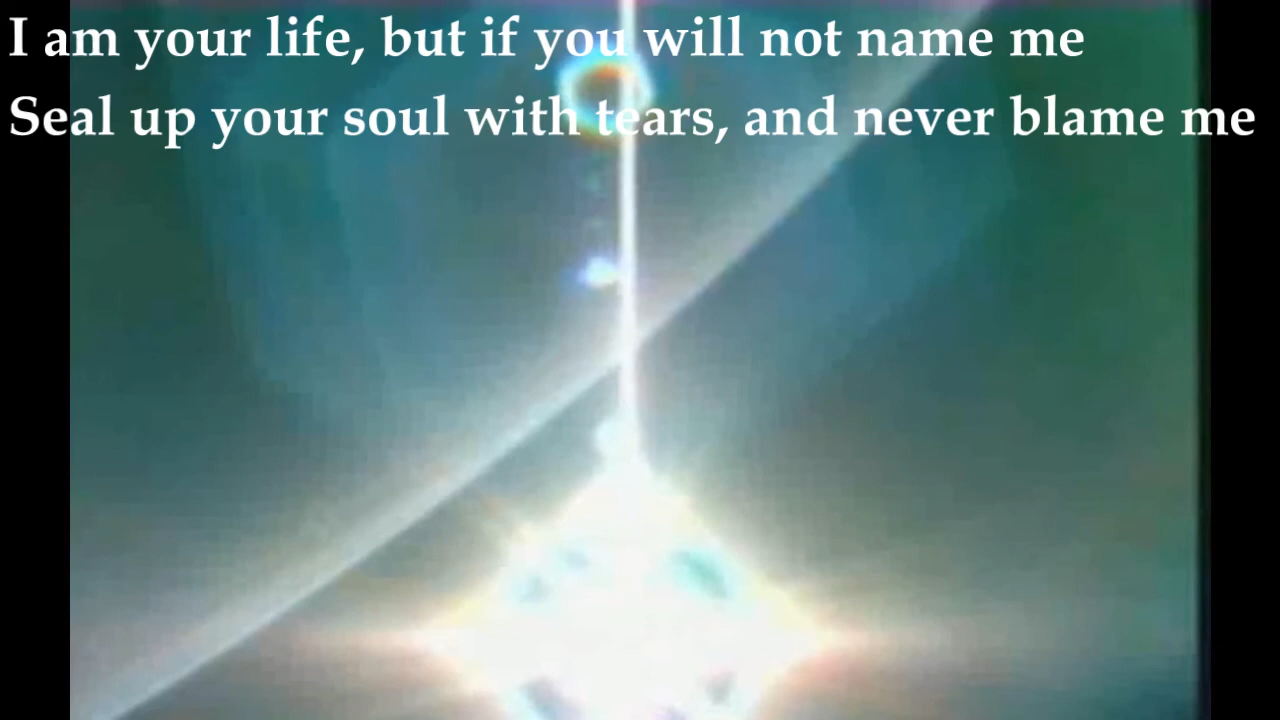 I am your life, but if you will not name me
Seal up your soul with tears, and never blame me